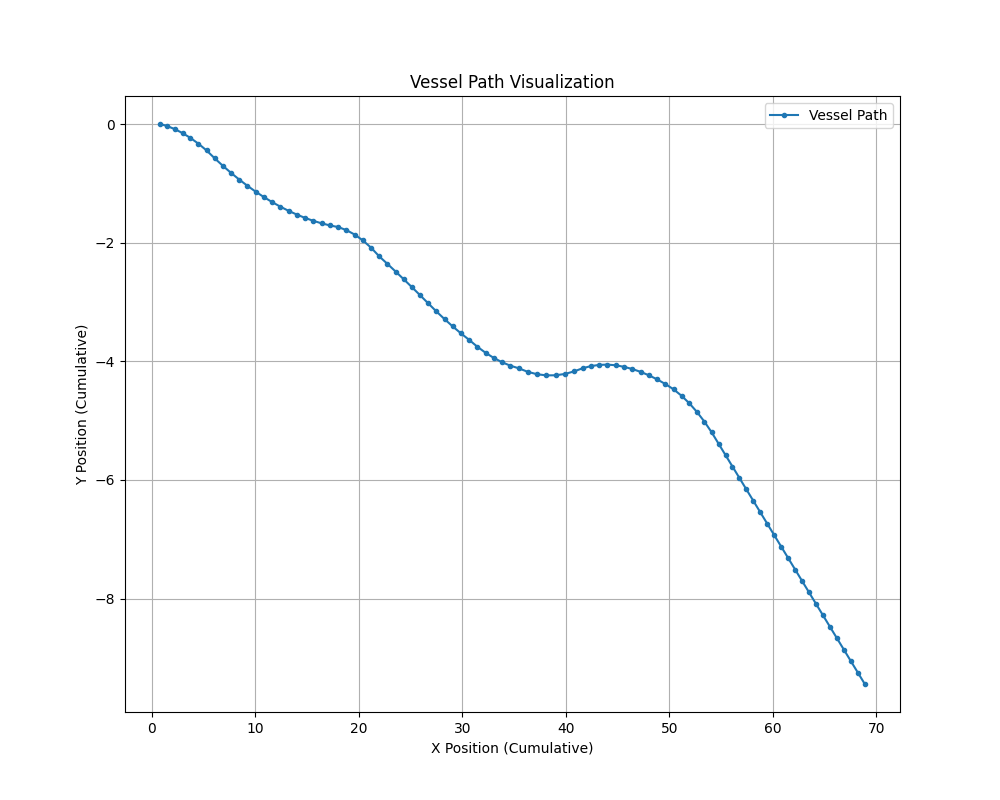 Vessel Path Visualization
Vessel Path
0
−2
−4
−6
−8
Y Position (Cumulative)
0 10 20 30 40 50 60 70
X Position (Cumulative)